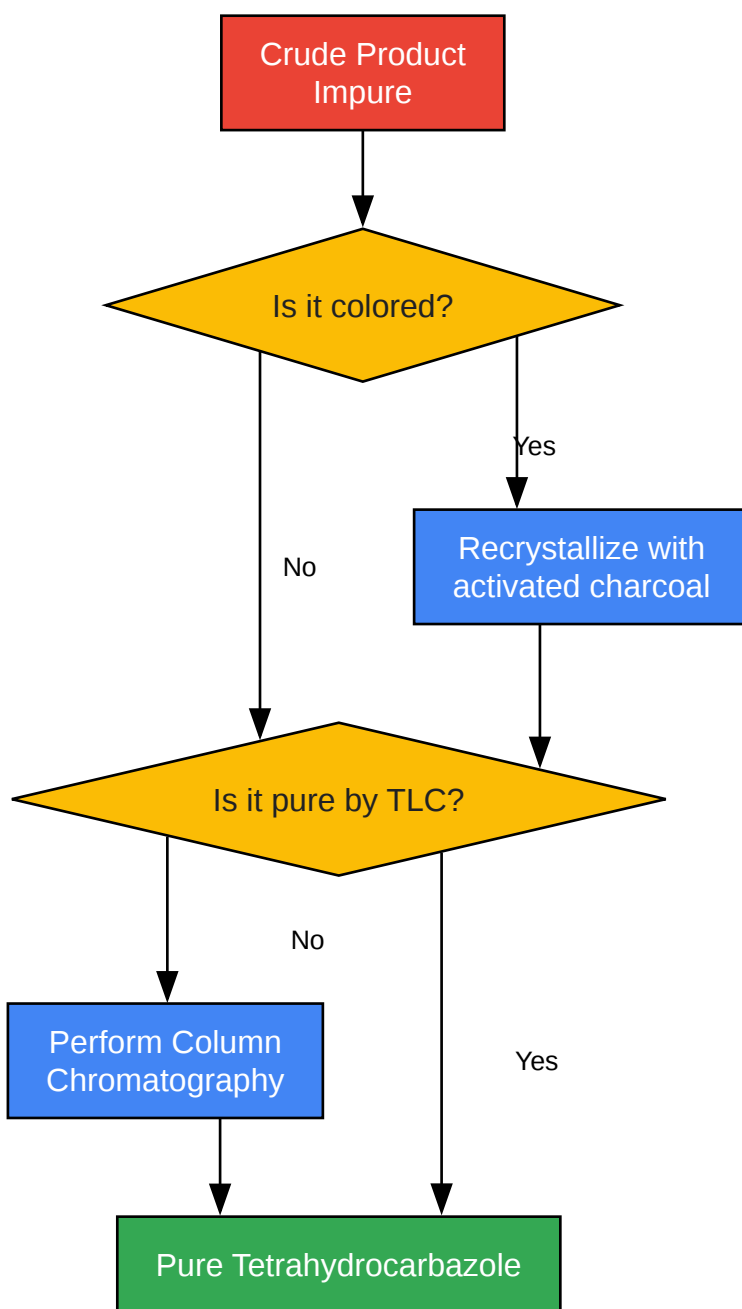 Crude Product
Impure
Is it colored?
Yes
No
Recrystallize with
activated charcoal
Is it pure by TLC?
No
Yes
Perform Column
Chromatography
Pure Tetrahydrocarbazole